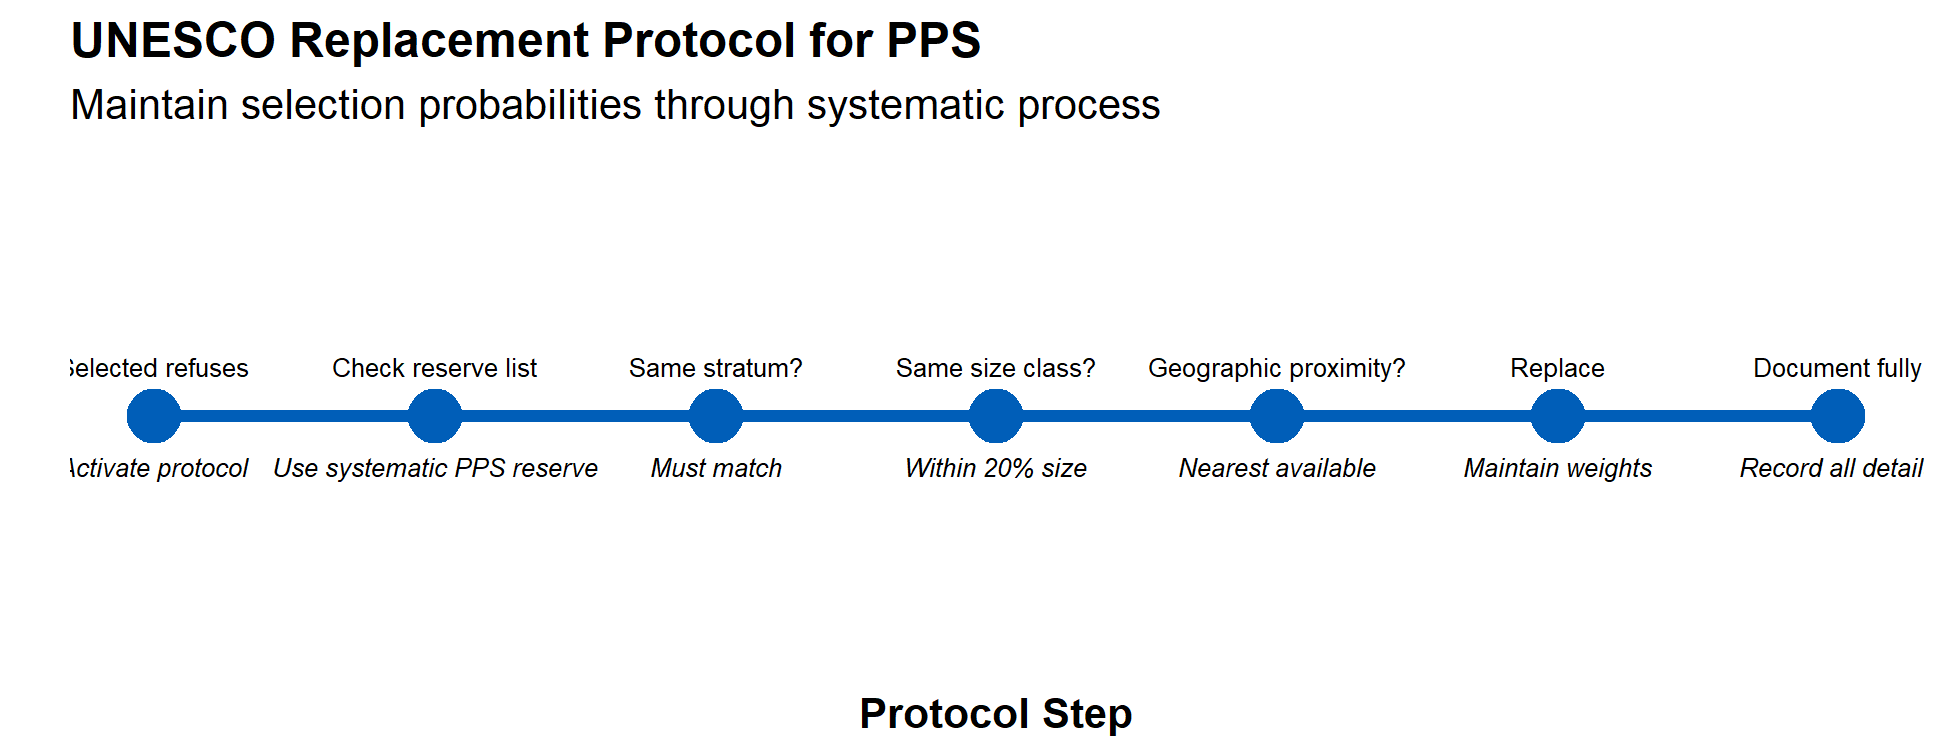 UNESCO Replacement Protocol for PPS
Maintain selection probabilities through systematic process
Selected refuses
Check reserve list
Same stratum?
Same size class?
Geographic proximity?
Replace
Document fully
Activate protocol
Use systematic PPS reserve
Must match
Within 20% size
Nearest available
Maintain weights
Record all detail
Protocol Step